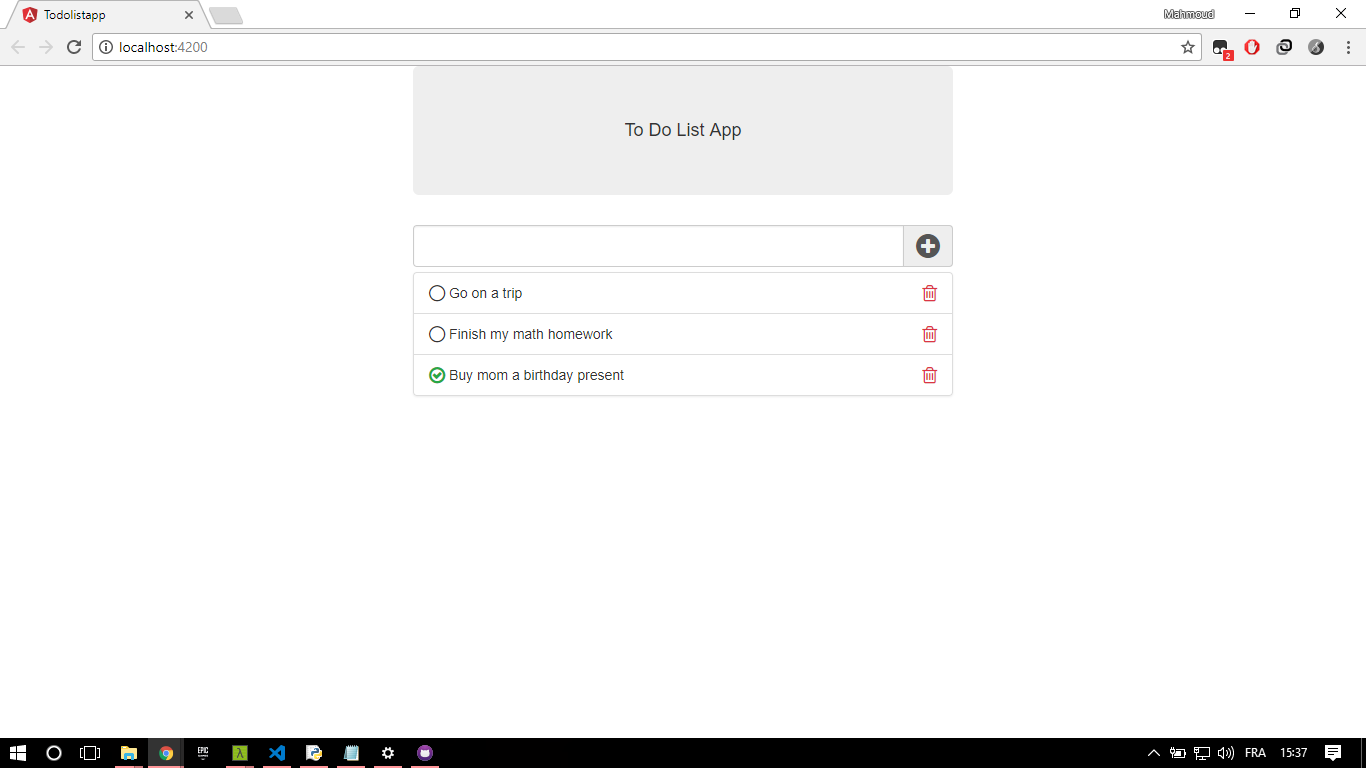 Todolistapp
Mahmoud
localhost:4200
2
To Do List App
Go on a trip
Finish my math homework
Buy mom a birthday present
EPIC
λ
FRA
15:37